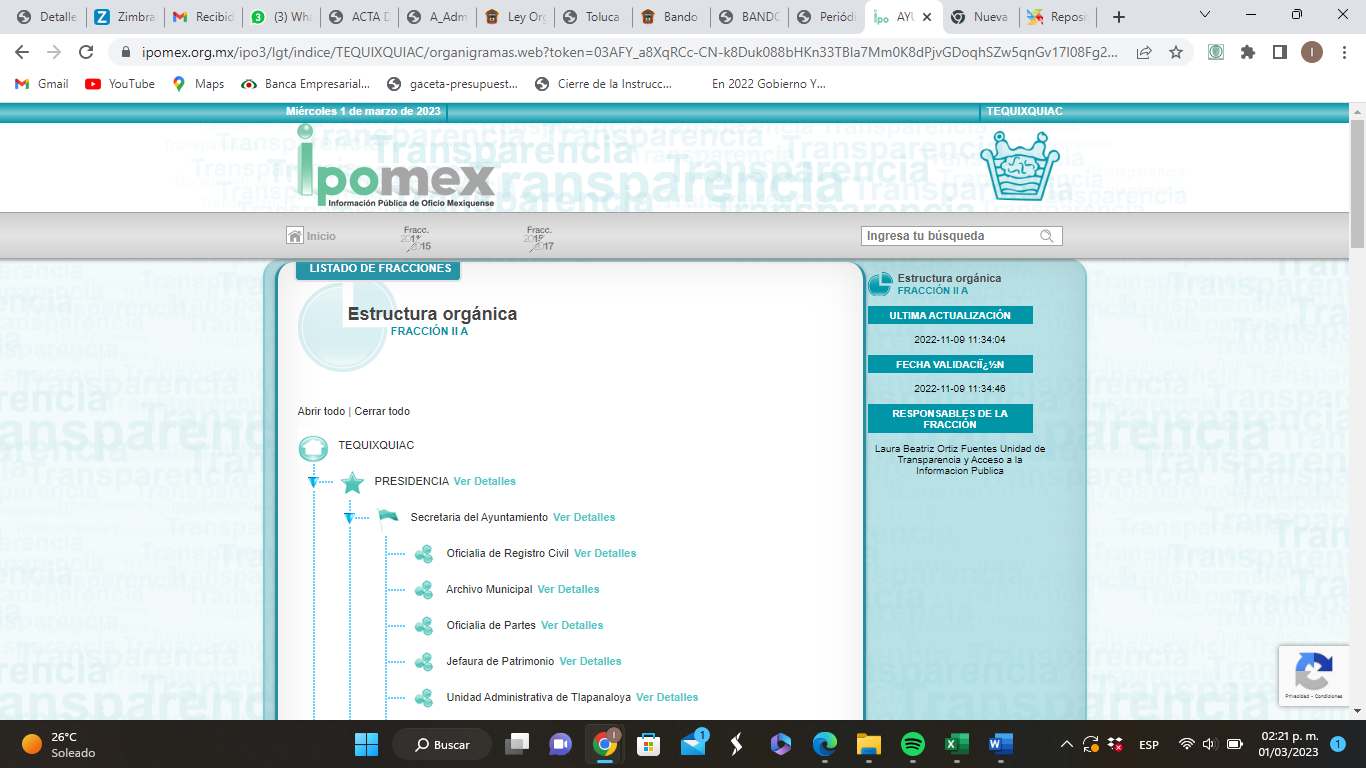 Detalle
Zimbra
Recibid
(3) Wha
ACTA D
A_Adm
Ley Org
Toluca
Bando
BANDO
Periódi
AYU
Nueva
Reposi
ipomex.org.mx/ipo3/lgt/indice/TEQUIXQUIAC/organigramas.web?token=03AFY_a8XqRCc-CN-k8Duk088bHKn33TBIa7Mm0K8dPjvGDoqhSZw5qnGv17I08Fg2...
Gmail
YouTube
Maps
Banca Empresarial...
gaceta-presupuest...
Cierre de la Instrucc...
En 2022 Gobierno Y...
Miércoles 1 de marzo de 2023
TEQUIXQUIAC
Transparencia
ipomex
Información Pública de Oficio Mexiquense
Inicio
Fracc.
2015
Fracc.
2017
Ingresa tu búsqueda
LISTADO DE FRACCIONES
Estructura orgánica
FRACCIÓN II A
Abrir todo | Cerrar todo
TEQUIXQUIAC
PRESIDENCIA Ver Detalles
Secretaria del Ayuntamiento Ver Detalles
Oficialia de Registro Civil Ver Detalles
Archivo Municipal Ver Detalles
Oficialia de Partes Ver Detalles
Jefaura de Patrimonio Ver Detalles
Unidad Administrativa de Tlapanaloya Ver Detalles
Estructura orgánica
FRACCIÓN II A
ULTIMA ACTUALIZACIÓN
2022-11-09 11:34:04
FECHA VALIDACIÏ¿½N
2022-11-09 11:34:46
RESPONSABLES DE LA
FRACCIÓN
Laura Beatriz Ortiz Fuentes Unidad de
Transparencia y Acceso a la
Informacion Publica
Privacidad - Condiciones
26°C
Soleado
Buscar
ESP
02:21 p. m.
01/03/2023